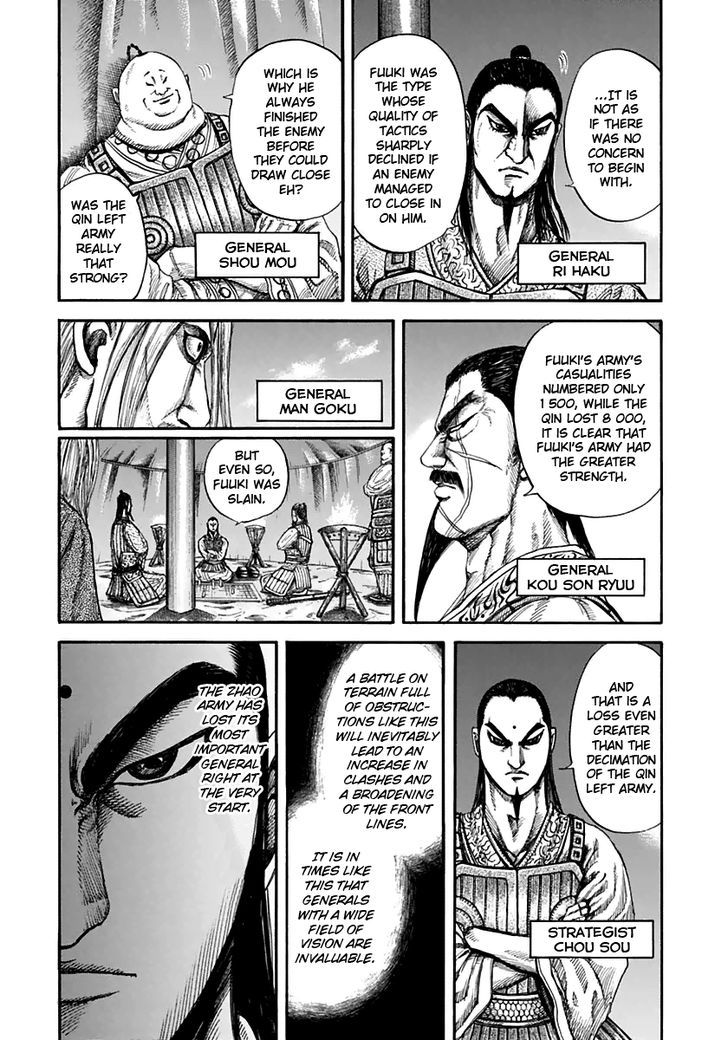 ...IT IS
NOT AS
IF THERE
WAS NO
CONCERN
TO BEGIN
WITH.
FUUKI WAS
THE TYPE
WHOSE
QUALITY OF
TACTICS
SHARPLY
DECLINED IF
AN ENEMY
MANAGED
TO CLOSE IN
ON HIM.
GENERAL
RI HAKU
WHICH IS
WHY HE
ALWAYS
FINISHED
THE ENEMY
BEFORE
THEY COULD
DRAW CLOSE
EH?
WAS THE
QIN LEFT
ARMY
REALLY
THAT
STRONG?
GENERAL
SHOU MOU
FUUKI'S ARMY'S
CASUALITIES
NUMBERED ONLY
1 500, WHILE THE
QIN LOST 8 000,
IT IS CLEAR THAT
FUUKI'S ARMY HAD
THE GREATER
STRENGTH.
GENERAL
KOU SON RYUU
GENERAL
MAN GOKU
BUT
EVEN SO,
FUUKI WAS
SLAIN.
AND
THAT IS A
LOSS EVEN
GREATER
THAN THE
DECIMATION
OF THE QIN
LEFT ARMY.
STRATEGIST
CHOU SOU
A BATTLE ON
TERRAIN FULL
OF OBSTRUC-
TIONS LIKE THIS
WILL INEVITABLY
LEAD TO AN
INCREASE IN
CLASHES AND
A BROADENING
OF THE FRONT
LINES.
IT IS IN
TIMES LIKE
THIS THAT
GENERALS
WITH A WIDE
FIELD OF
VISION ARE
INVALUABLE.
THE ZHAO
ARMY HAS
LOST ITS
MOST
IMPORTANT
GENERAL
RIGHT AT
THE VERY
START.